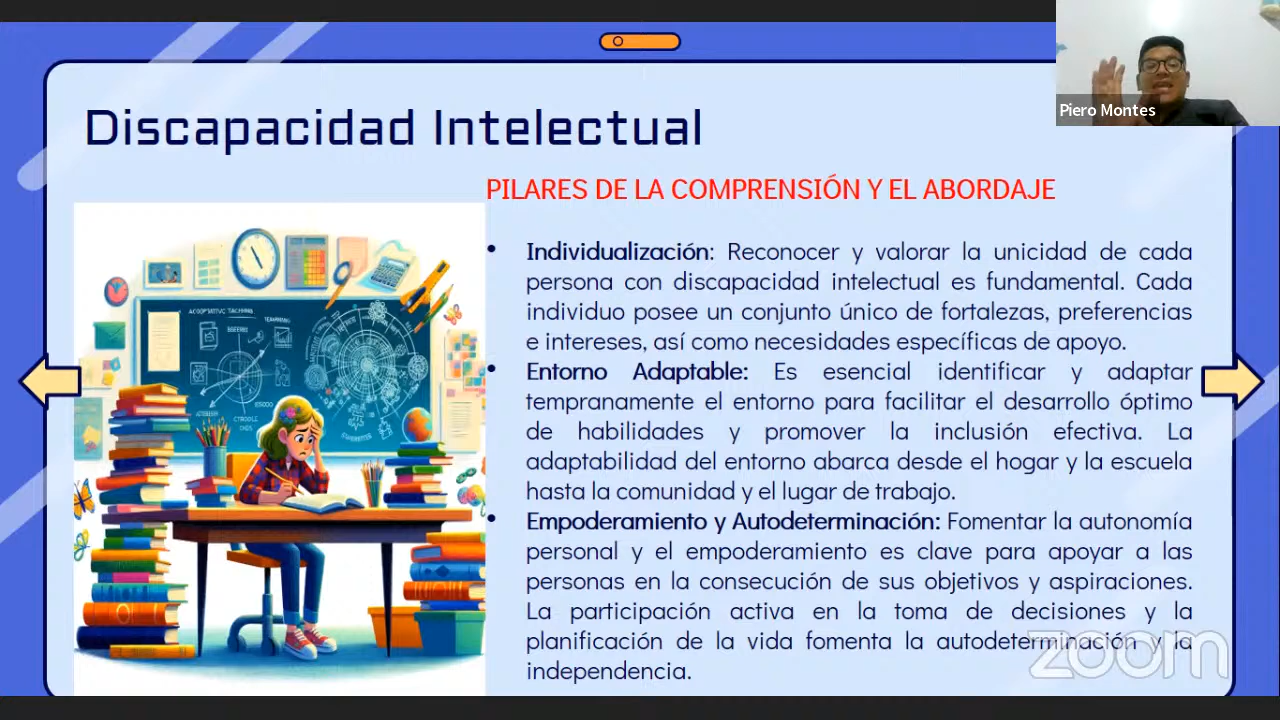 Piero Montes
Discapacidad Intelectual
PILARES DE LA COMPRENSIÓN Y EL ABORDAJE
• Individualización: Reconocer y valorar la unicidad de cada
persona con discapacidad intelectual es fundamental. Cada
individuo posee un conjunto único de fortalezas, preferencias
e intereses, así como necesidades específicas de apoyo.
• Entorno Adaptable: Es esencial identificar y adaptar
tempranamente el entorno para facilitar el desarrollo óptimo
de habilidades y promover la inclusión efectiva. La
adaptabilidad del entorno abarca desde el hogar y la escuela
hasta la comunidad y el lugar de trabajo.
• Empoderamiento y Autodeterminación: Fomentar la autonomía
personal y el empoderamiento es clave para apoyar a las
personas en la consecución de sus objetivos y aspiraciones.
La participación activa en la toma de decisiones y la
planificación de la vida fomenta la autodeterminación y la
independencia.
zoom